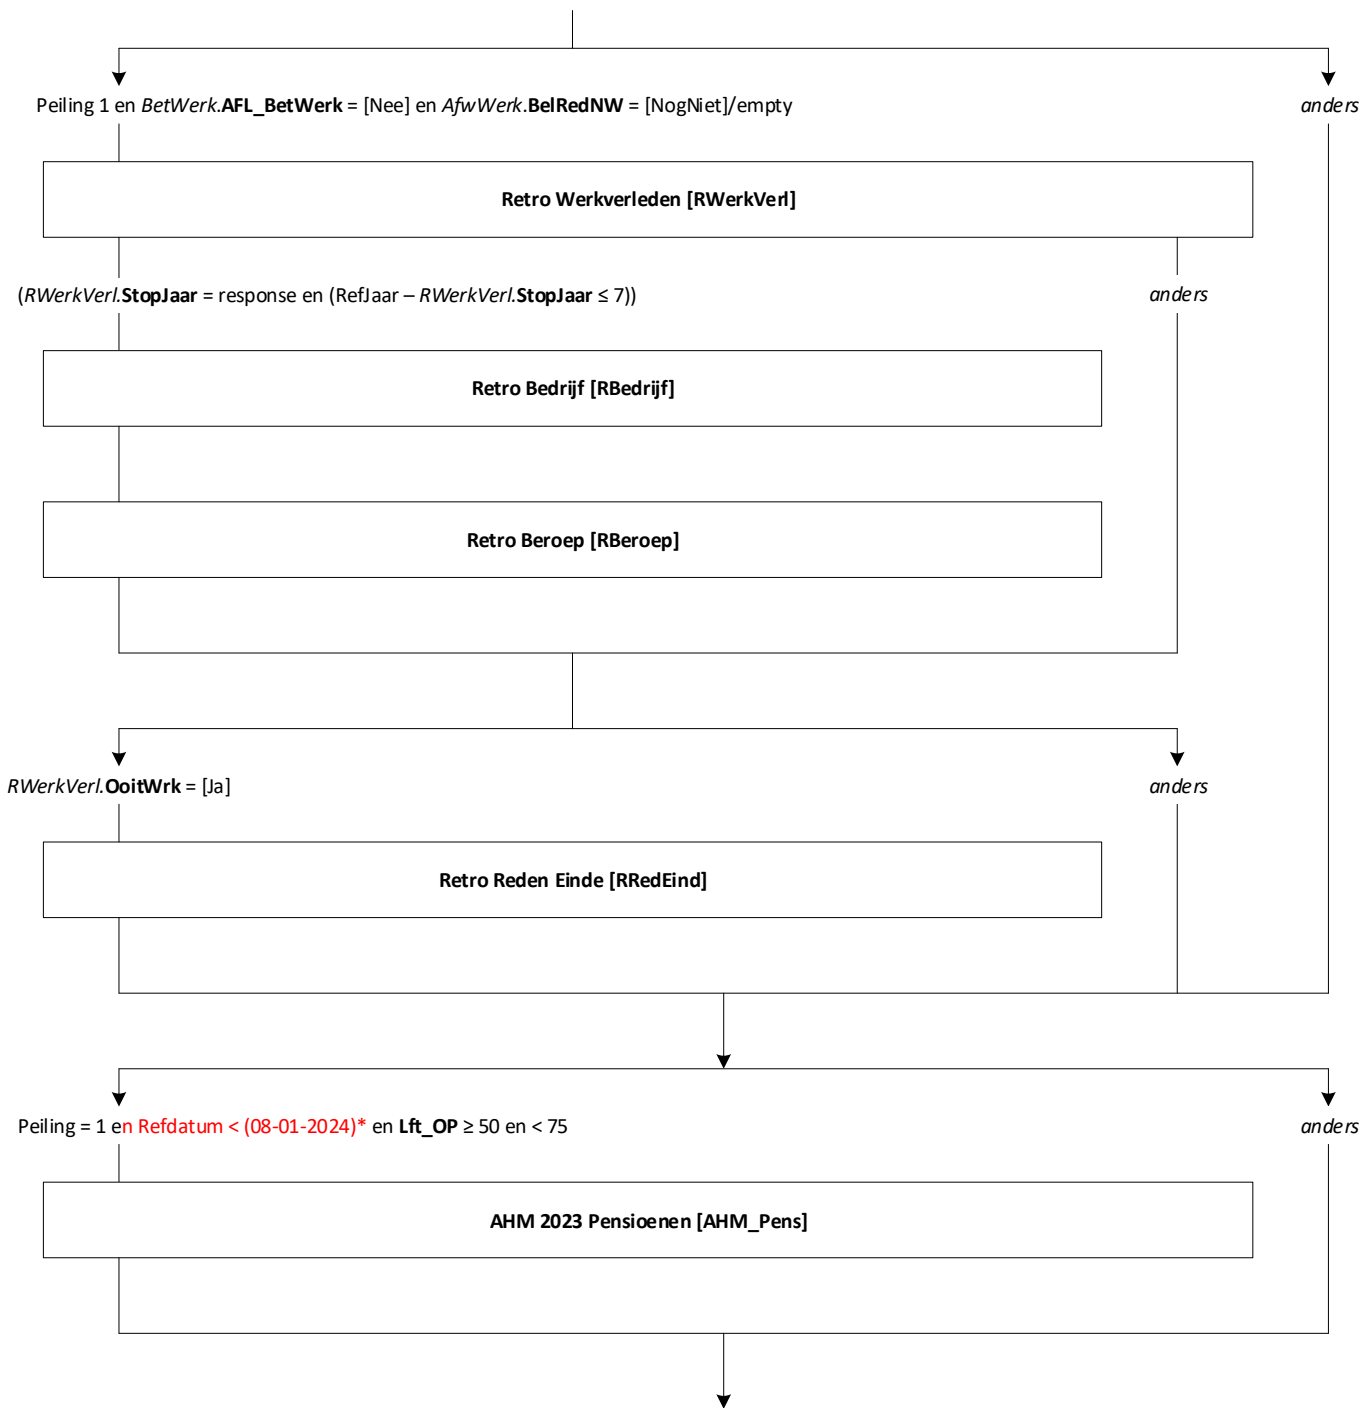 Peiling 1 en BetWerk.AFL_BetWerk = [Nee] en AfwWerk.BelRedNW = [NogNiet]/empty
anders
Retro Werkverleden [RWerkVerl]
(RWerkVerl.StopJaar = response en (RefJaar – RWerkVerl.StopJaar ≤ 7))
anders
Retro Bedrijf [RBedrijf]
Retro Beroep [RBeroep]
RWerkVerl.OoitWrk = [Ja]
anders
Retro Reden Einde [RRedEind]
Peiling = 1 en Refdatum < (08-01-2024)* en Lft_OP ≥ 50 en < 75
anders
AHM 2023 Pensioenen [AHM_Pens]